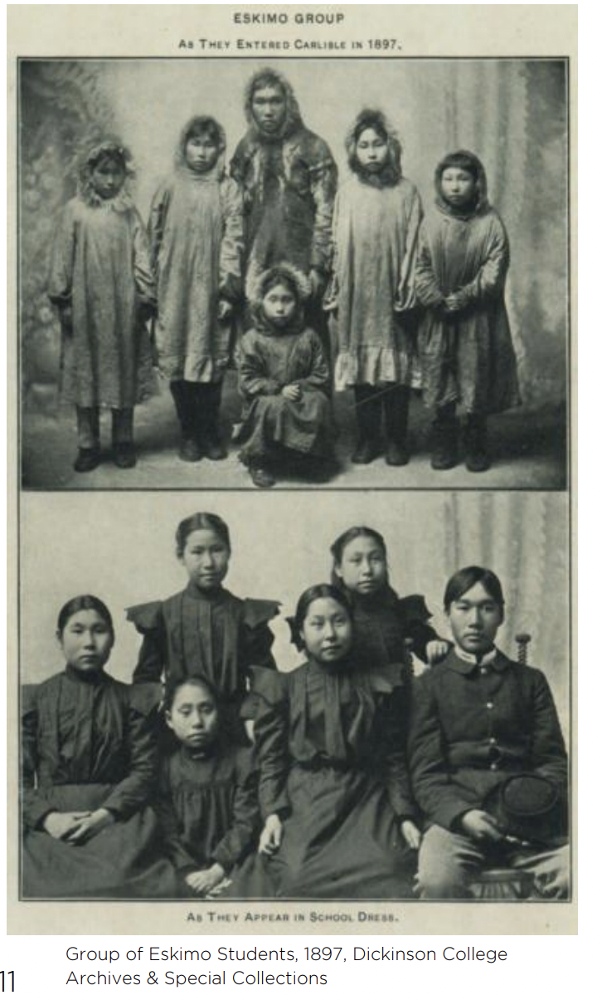 ESKIMO GROUP
AS THEY ENTERED CARLISLE IN 1897.
AS THEY APPEAR IN SCHOOL DRESS.
Group of Eskimo Students, 1897, Dickinson College
11
Archives & Special Collections